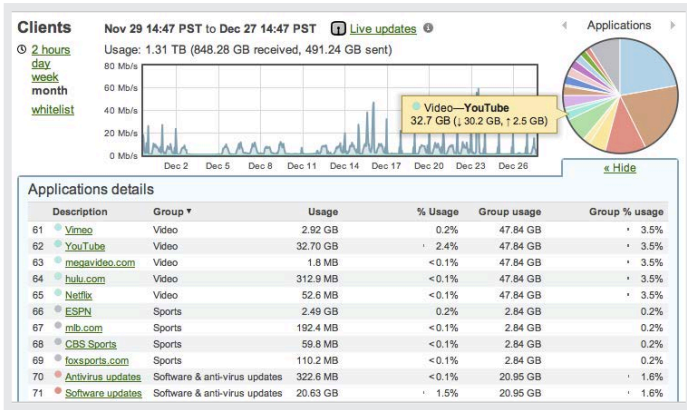 Clients
Nov 29 14:47 PST to Dec 27 14:47 PST Live updates
Applications
2 hours
day
week
month
whitelist
Usage: 1.31 TB (848.28 GB received, 491.24 GB sent)
80 Mb/s
60 Mb/s
40 Mb/s
20 Mb/s
0 Mb/s
Dec 2 Dec 5 Dec 8 Dec 11 Dec 14 Dec 17 Dec 20 Dec 23 Dec 26
Video—YouTube
32.7 GB (↓ 30.2 GB, ↑ 2.5 GB)
« Hide
Applications details
Description Group ▾ Usage % Usage Group usage Group % usage
61 Vimeo Video 2.92 GB 0.2% 47.84 GB 3.5%
62 YouTube Video 32.70 GB 2.4% 47.84 GB 3.5%
63 megavideo.com Video 1.8 MB <0.1% 47.84 GB 3.5%
64 hulu.com Video 312.9 MB <0.1% 47.84 GB 3.5%
65 Netflix Video 52.6 MB <0.1% 47.84 GB 3.5%
66 ESPN Sports 2.49 GB 0.2% 2.84 GB 0.2%
67 mlb.com Sports 192.4 MB <0.1% 2.84 GB 0.2%
68 CBS Sports Sports 59.8 MB <0.1% 2.84 GB 0.2%
69 foxsports.com Sports 110.2 MB <0.1% 2.84 GB 0.2%
70 Antivirus updates Software & anti-virus updates 322.6 MB <0.1% 20.95 GB 1.6%
71 Software updates Software & anti-virus updates 20.63 GB 1.5% 20.95 GB 1.6%